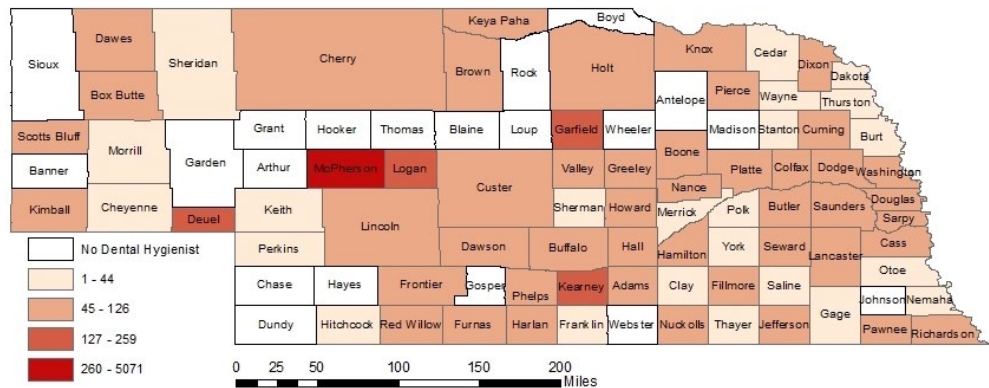 Boyd
Keya Paha
Dawes
Sioux
Sheridan
Cherry
Brown
Rock
Holt
Knox
Cedar
Dixon
Dakota
Box Butte
Antelope
Pierce
Wayne
Thurston
Scotts Bluff
Grant
Hooker
Thomas
Blaine
Loup
Garfield
Wheeler
Madison
Stanton
Cuming
Burt
Morrill
Garden
Banner
Arthur
McPherson
Logan
Custer
Valley
Greeley
Boone
Platte
Colfax
Dodge
Washington
Nance
Kimball
Cheyenne
Deuel
Keith
Lincoln
Sherman
Howard
Merrick
Polk
Butler
Saunders
Douglas
Sarpy
Perkins
Dawson
Buffalo
Hall
Hamilton
York
Seward
Lancaster
Cass
Otoe
Chase
Hayes
Frontier
Gosper
Phelps
Kearney
Adams
Clay
Fillmore
Saline
Gage
Johnson
Nemaha
Dundy
Hitchcock
Red Willow
Furnas
Harlan
Franklin
Webster
Nuckolls
Thayer
Jefferson
Pawnee
Richardson
No Dental Hygienist
1 - 44
45 - 126
127 - 259
260 - 5071
0 25 50 100 150 200
Miles